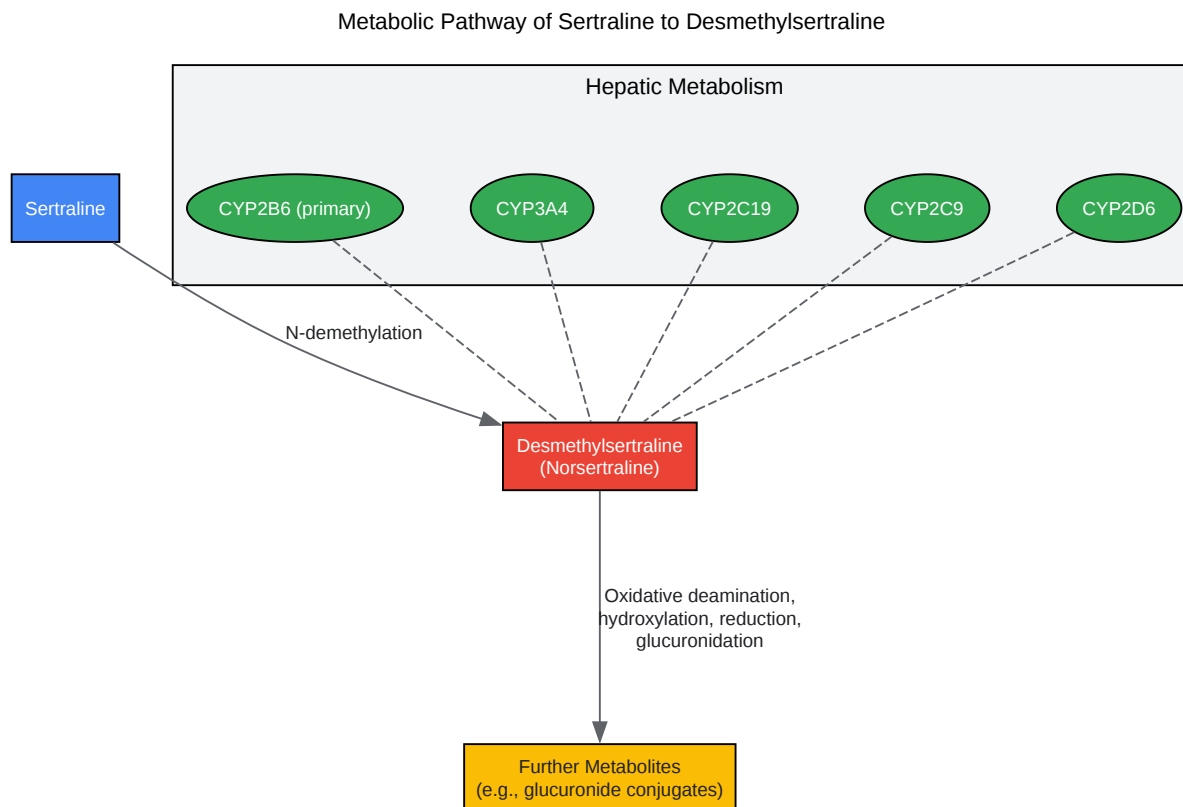 Metabolic Pathway of Sertraline to Desmethylsertraline
Hepatic Metabolism
Sertraline
CYP2B6 (primary)
CYP3A4
CYP2C19
CYP2C9
CYP2D6
N-demethylation
Desmethylsertraline
(Norsertraline)
Oxidative deamination,
hydroxylation, reduction,
glucuronidation
Further Metabolites
(e.g., glucuronide conjugates)